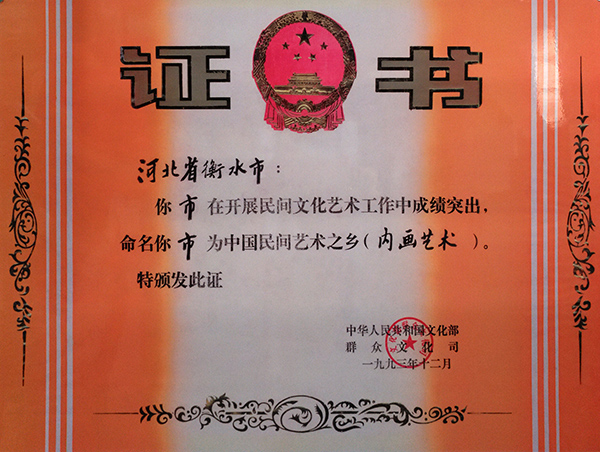 证书
河北省衡水市：
你市在开展民间文化艺术工作中成绩突出，
命名你市为中国民间艺术之乡（内画艺术）。
特颁发此证
中华人民共和国文化部
群众文化司
一九九三年十二月